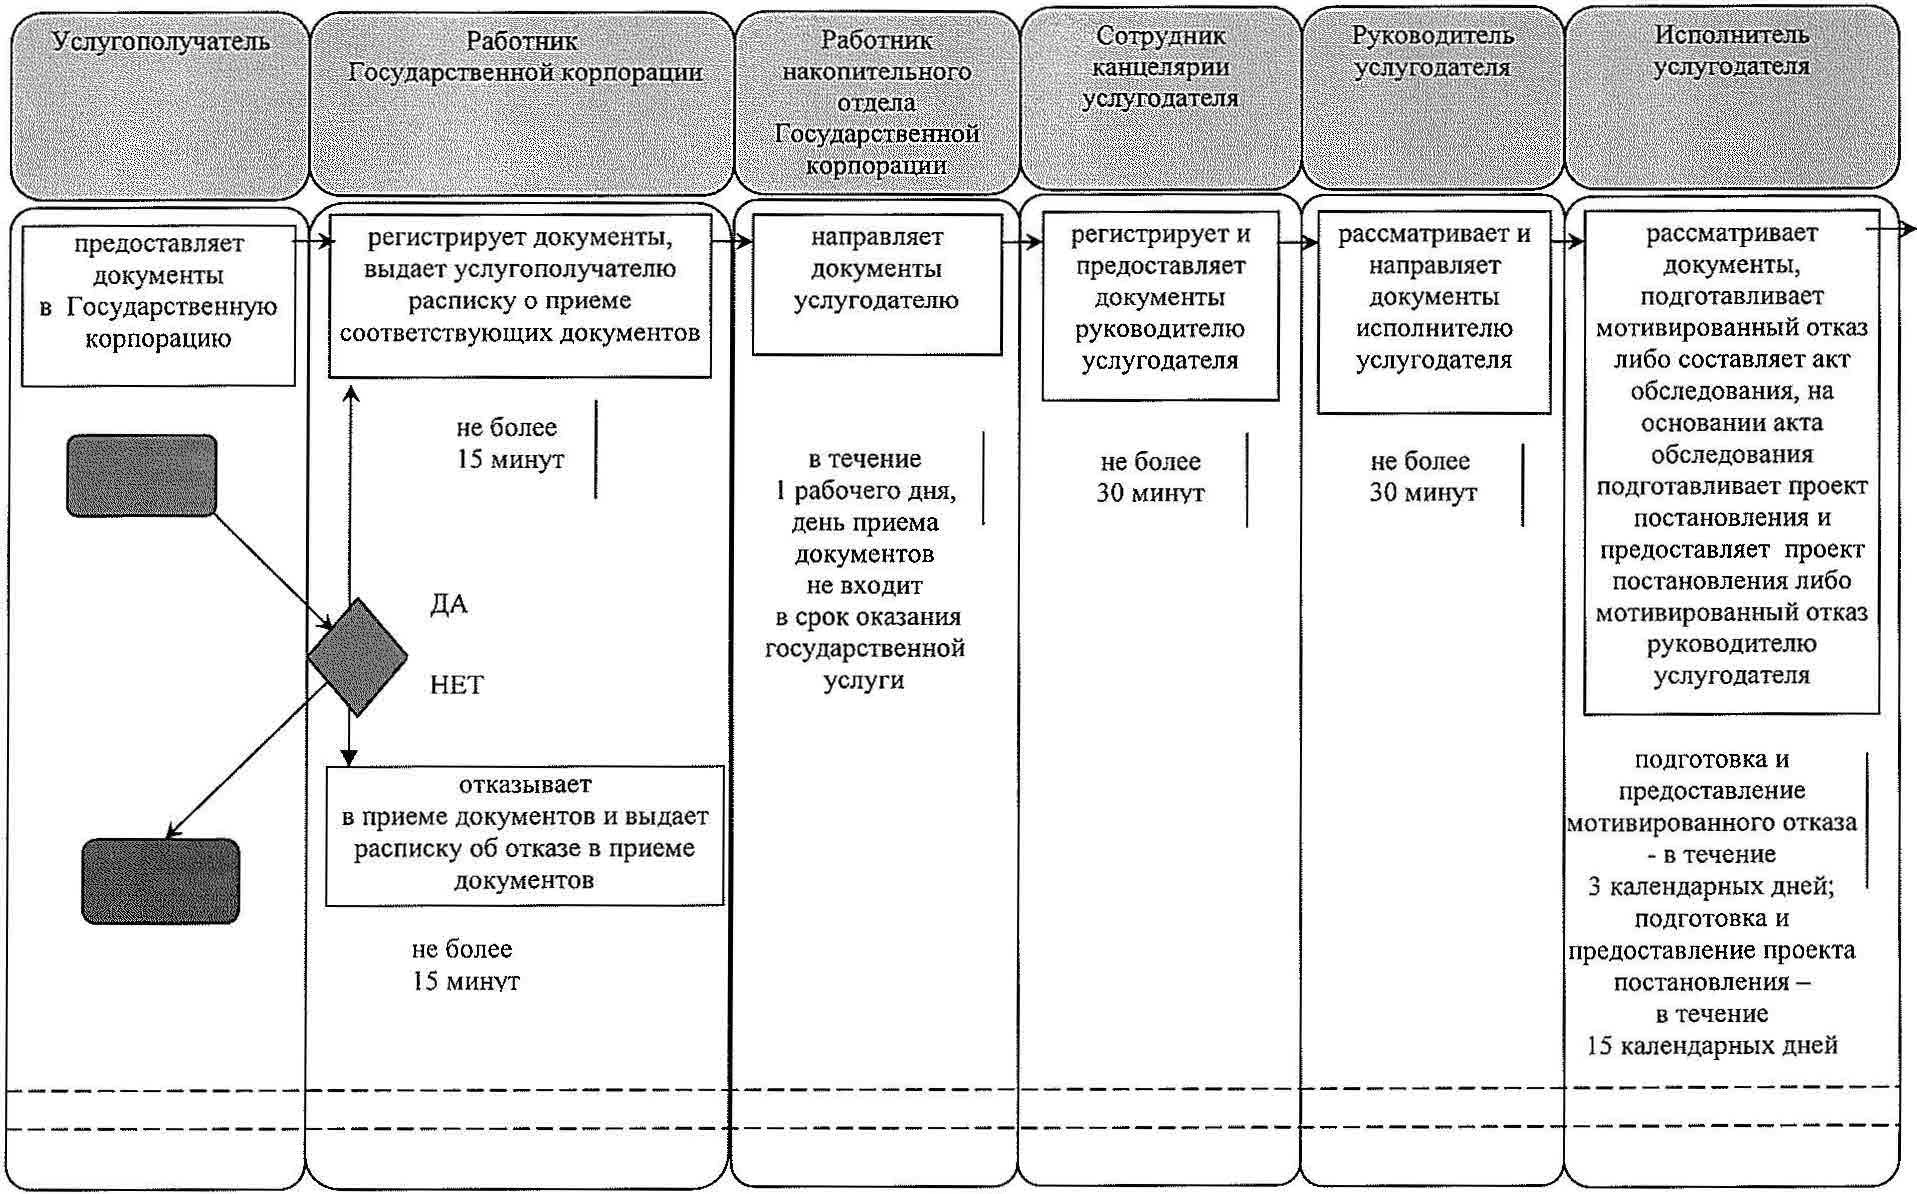 Услугополучатель
Работник
Государственной корпорации
Работник
накопительного
отдела
Государственной
корпорации
Сотрудник
канцелярии
услугодателя
Руководитель
услугодателя
Исполнитель
услугодателя
предоставляет
документы
в Государственную
корпорацию
регистрирует документы,
выдает услугополучателю
расписку о приеме
соответствующих документов
не более
15 минут
ДА
НЕТ
отказывает
в приеме документов и выдает
расписку об отказе в приеме
документов
не более
15 минут
направляет
документы
услугодателю
в течение
1 рабочего дня,
день приема
документов
не входит
в срок оказания
государственной
услуги
регистрирует и
предоставляет
документы
руководителю
услугодателя
не более
30 минут
рассматривает и
направляет
документы
исполнителю
услугодателя
не более
30 минут
рассматривает
документы,
подготавливает
мотивированный отказ
либо составляет акт
обследования, на
основании акта
обследования
подготавливает проект
постановления и
предоставляет проект
постановления либо
мотивированный отказ
руководителю
услугодателя
подготовка и
предоставление
мотивированного отказа
- в течение
3 календарных дней;
подготовка и
предоставление проекта
постановления –
в течение
15 календарных дней